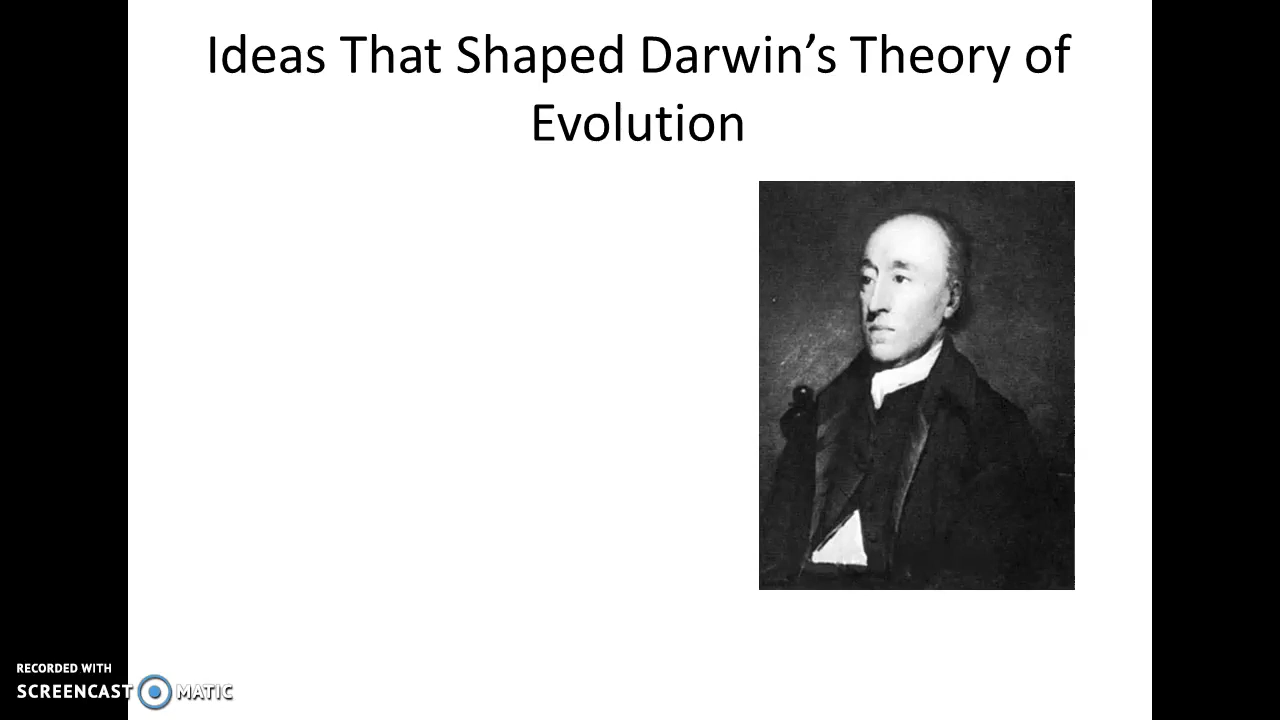 Ideas That Shaped Darwin’s Theory of
Evolution
RECORDED WITH
SCREENCAST MATIC